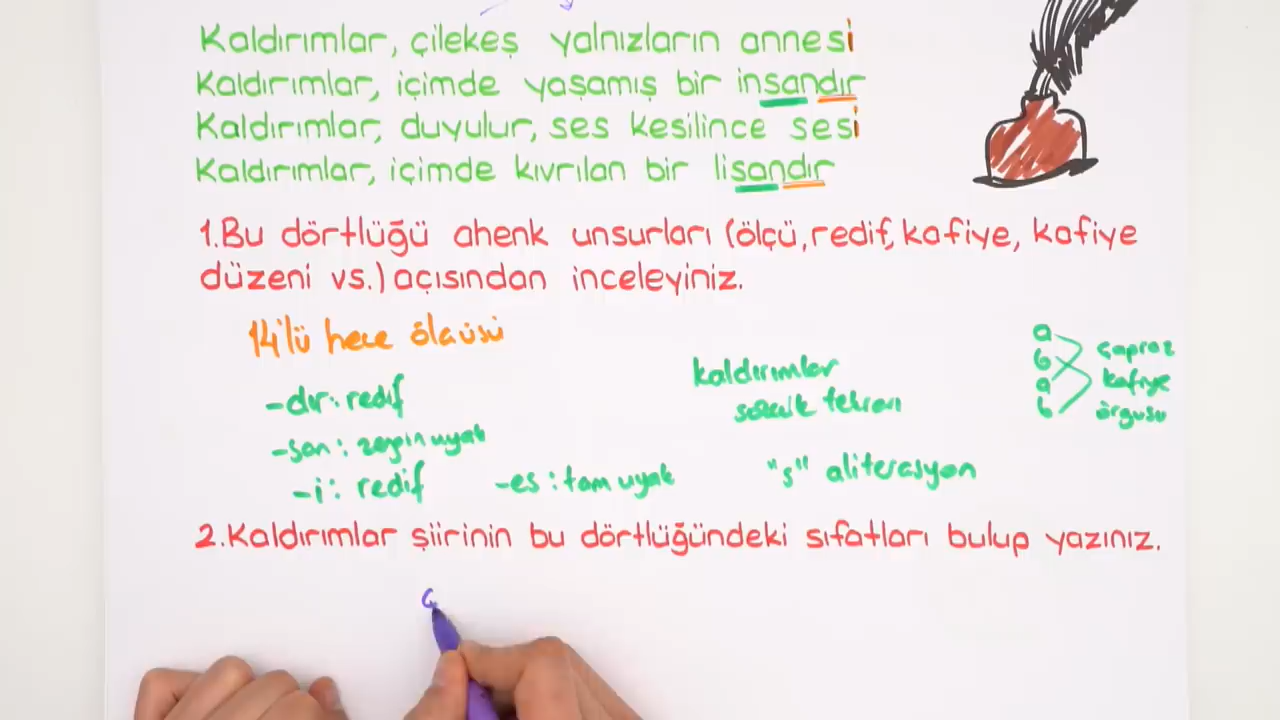 Kaldırımlar, çilekeş yalnızların annesi
Kaldırımlar, içimde yaşamış bir insandır
Kaldırımlar, duyulur, ses kesilince sesi
Kaldırımlar, içimde kıvrılan bir lisandır
1.Bu dörtlüğü ahenk unsurları (ölçü, redif, kafiye, kafiye
düzeni vs.) açısından inceleyiniz.
14'lü hece ölçüsü
-dır: redif
-san: zengin uyak
-i: redif
-es: tam uyak
kaldırımlar
sözcük tekrarı
"s" aliterasyon
a
b
a
b
çapraz
kafiye
örgüsü
2.Kaldırımlar şiirinin bu dörtlüğündeki sıfatları bulup yazınız.